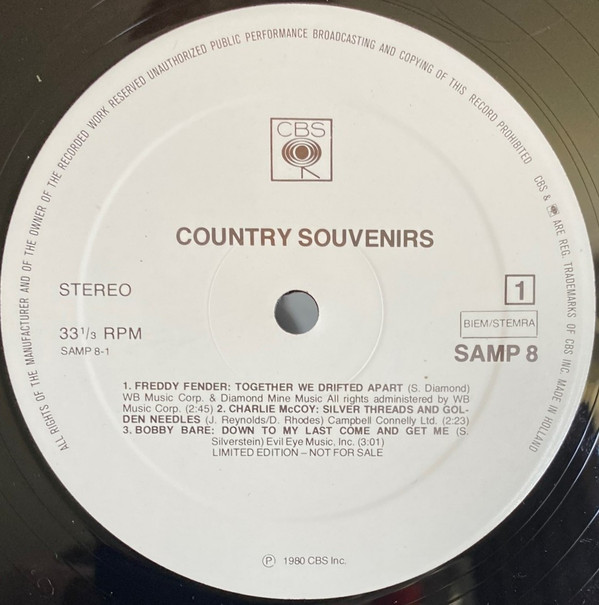 ALL RIGHTS OF THE MANUFACTURER AND OF THE OWNER OF THE RECORDED WORK RESERVED UNAUTHORIZED PUBLIC PERFORMANCE BROADCASTING AND COPYING OF THIS RECORD PROHIBITED CBS & ARE REG. TRADEMARKS OF CBS INC. MADE IN HOLLAND
CBS
COUNTRY SOUVENIRS
STEREO
1
33 1/3 RPM
BIEM/STEMRA
SAMP 8-1
SAMP 8
1. FREDDY FENDER: TOGETHER WE DRIFTED APART (S. Diamond)
WB Music Corp. & Diamond Mine Music All rights administered by WB
Music Corp. (2:45) 2. CHARLIE McCOY: SILVER THREADS AND GOL-
DEN NEEDLES (J. Reynolds/D. Rhodes) Campbell Connelly Ltd. (2:23)
3. BOBBY BARE: DOWN TO MY LAST COME AND GET ME (S.
Silverstein) Evil Eye Music, Inc. (3:01)
LIMITED EDITION – NOT FOR SALE
Ⓟ 1980 CBS Inc.